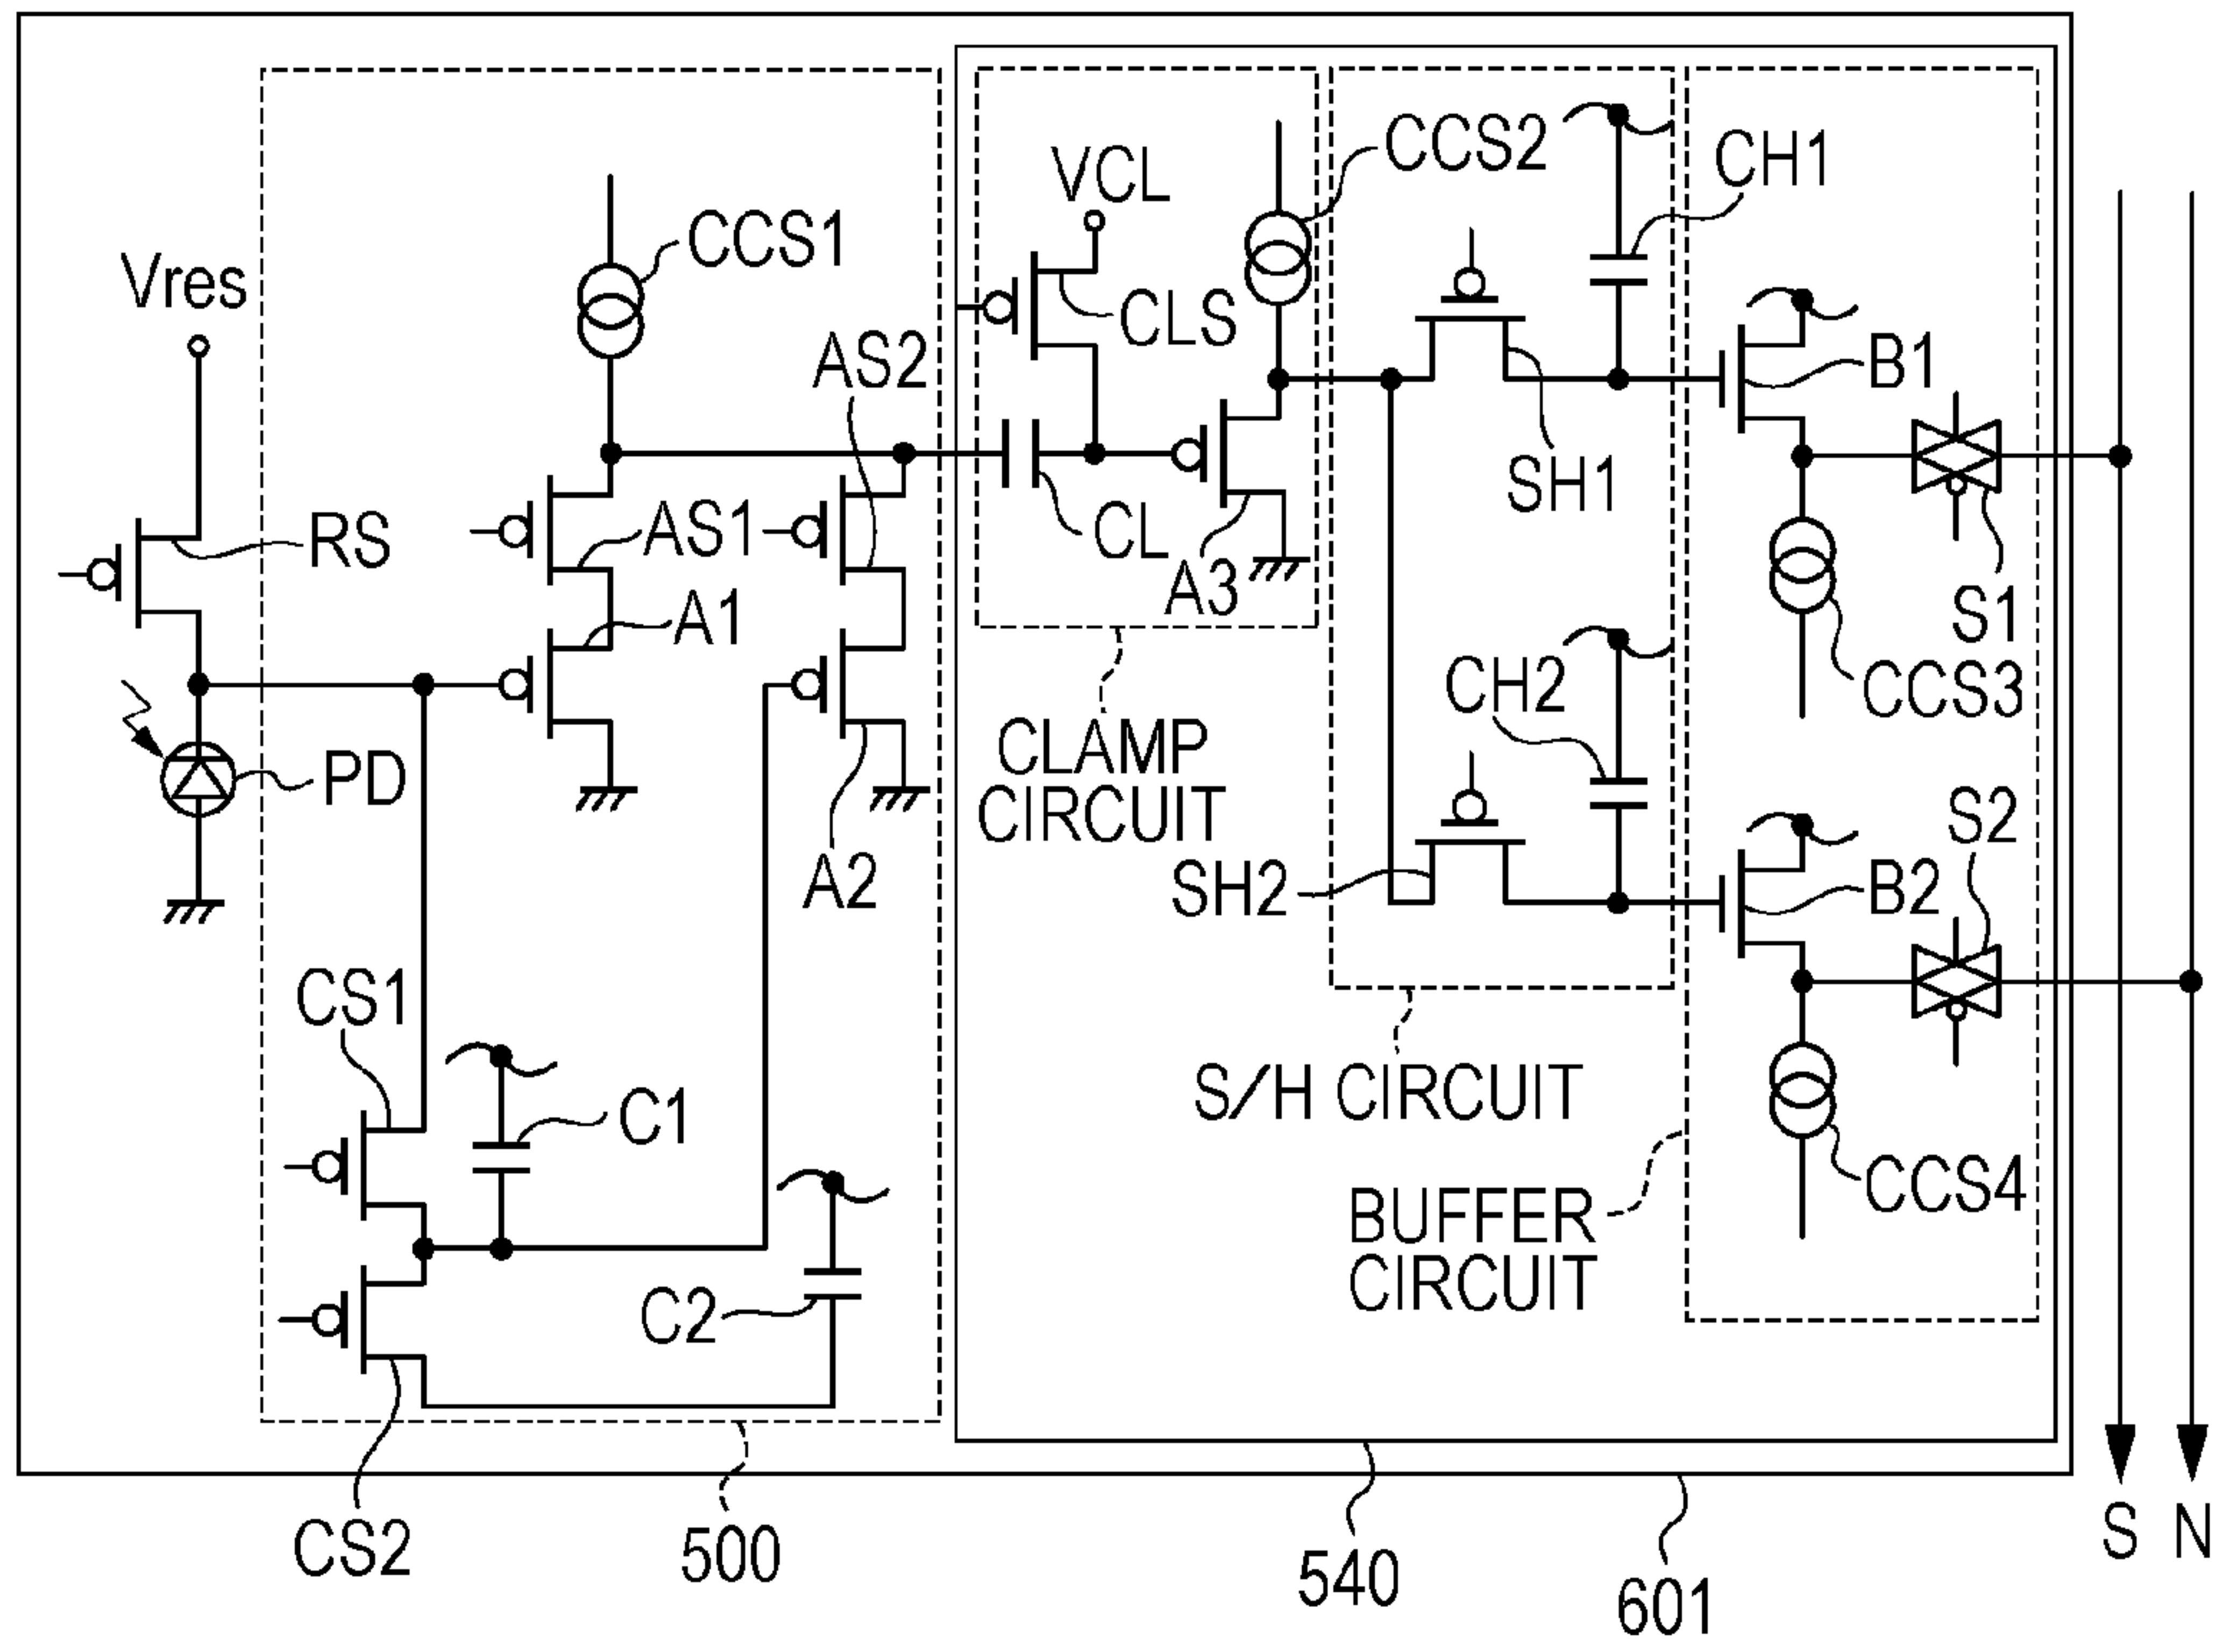 Vres
CCS1
VCL
CCS2
CH1
CLS
AS2
B1
RS
AS1
CL
A3
SH1
S1
A1
CCS3
CH2
PD
CLAMP
CIRCUIT
A2
SH2
S2
B2
CS1
C1
S/H CIRCUIT
BUFFER
CIRCUIT
CCS4
C2
CS2
500
540
601
S
N